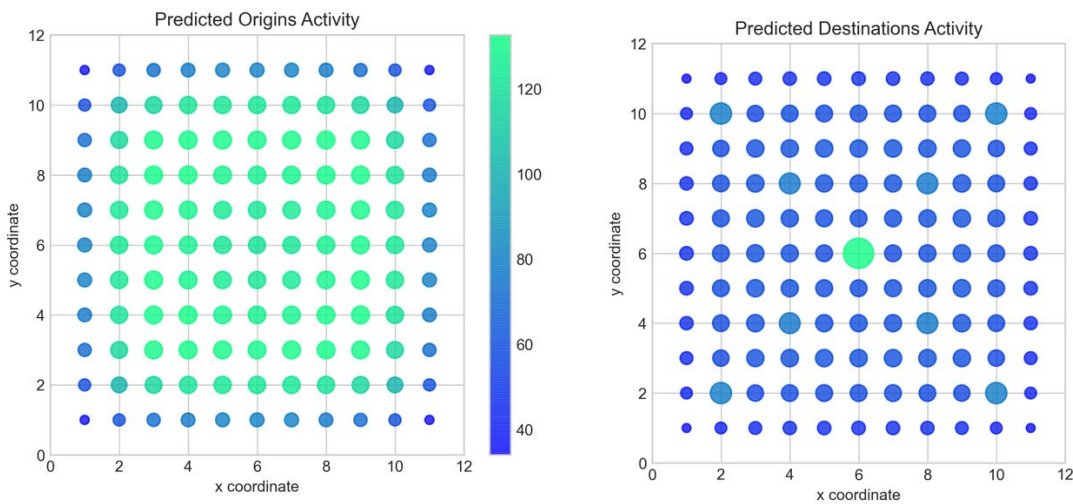 Predicted Origins Activity
12
10
8
6
4
2
0
y coordinate
0 2 4 6 8 10 12
x coordinate
120
100
80
60
40
Predicted Destinations Activity
12
10
8
6
4
2
0
y coordinate
0 2 4 6 8 10 12
x coordinate